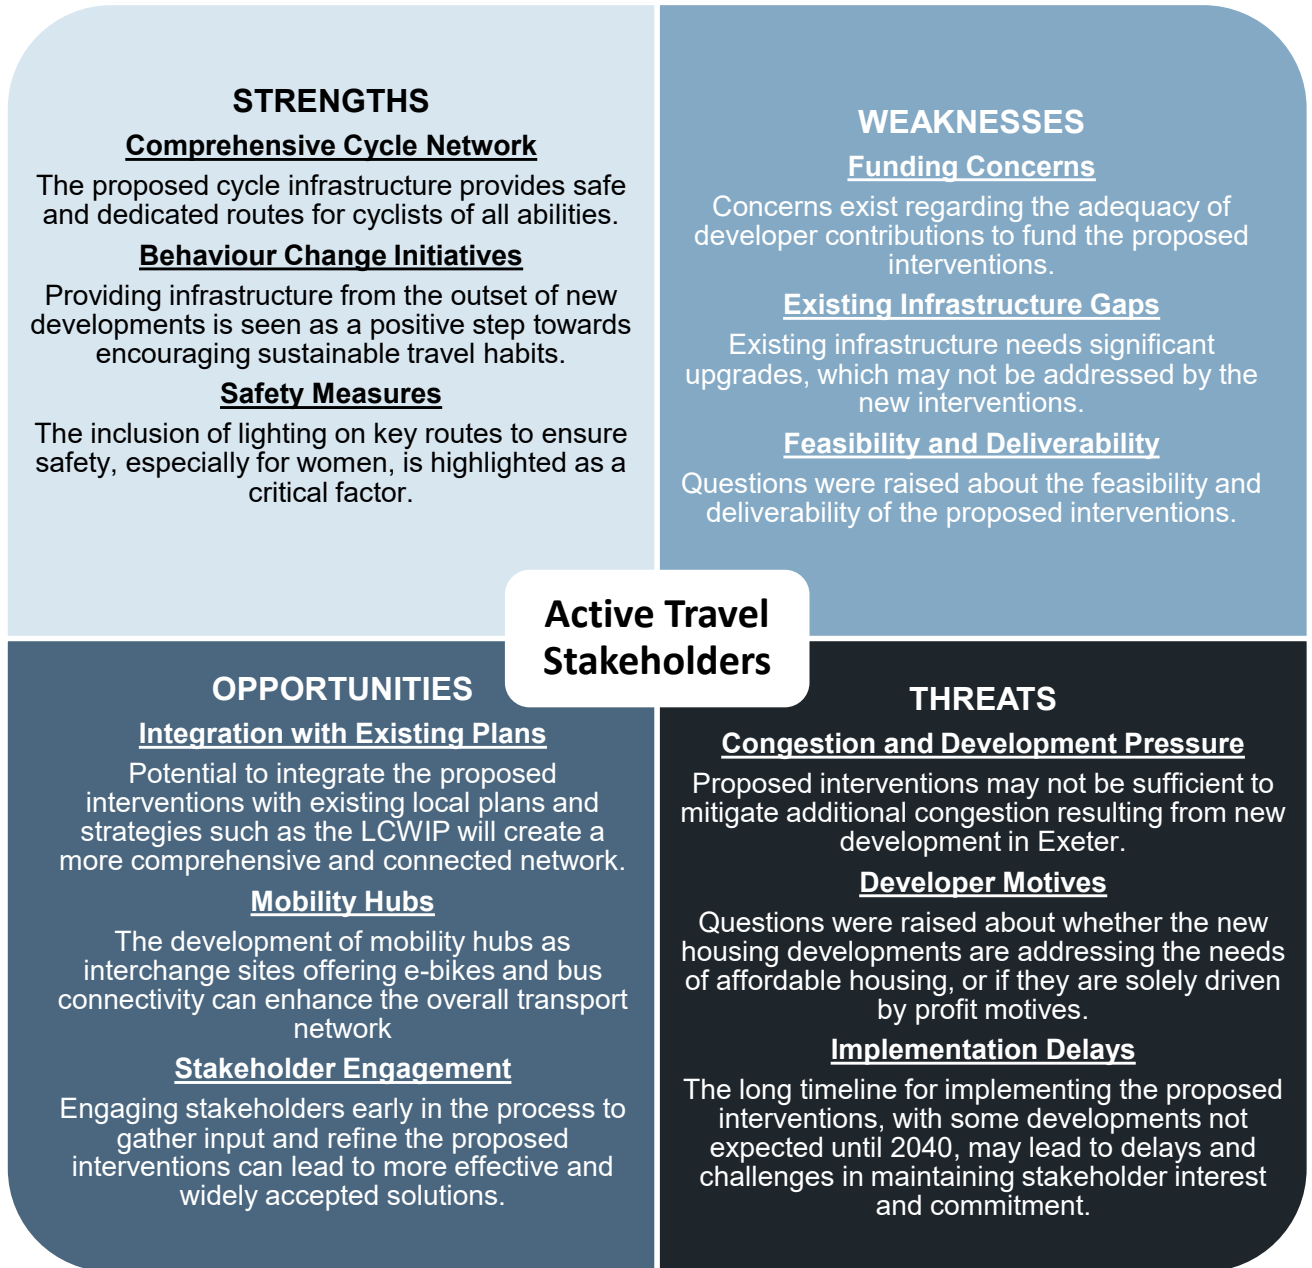 STRENGTHS
Comprehensive Cycle Network
The proposed cycle infrastructure provides safe
and dedicated routes for cyclists of all abilities.
Behaviour Change Initiatives
Providing infrastructure from the outset of new
developments is seen as a positive step towards
encouraging sustainable travel habits.
Safety Measures
The inclusion of lighting on key routes to ensure
safety, especially for women, is highlighted as a
critical factor.
WEAKNESSES
Funding Concerns
Concerns exist regarding the adequacy of
developer contributions to fund the proposed
interventions.
Existing Infrastructure Gaps
Existing infrastructure needs significant
upgrades, which may not be addressed by the
new interventions.
Feasibility and Deliverability
Questions were raised about the feasibility and
deliverability of the proposed interventions.
Active Travel
Stakeholders
OPPORTUNITIES
Integration with Existing Plans
Potential to integrate the proposed
interventions with existing local plans and
strategies such as the LCWIP will create a
more comprehensive and connected network.
Mobility Hubs
The development of mobility hubs as
interchange sites offering e-bikes and bus
connectivity can enhance the overall transport
network
Stakeholder Engagement
Engaging stakeholders early in the process to
gather input and refine the proposed
interventions can lead to more effective and
widely accepted solutions.
THREATS
Congestion and Development Pressure
Proposed interventions may not be sufficient to
mitigate additional congestion resulting from new
development in Exeter.
Developer Motives
Questions were raised about whether the new
housing developments are addressing the needs
of affordable housing, or if they are solely driven
by profit motives.
Implementation Delays
The long timeline for implementing the proposed
interventions, with some developments not
expected until 2040, may lead to delays and
challenges in maintaining stakeholder interest
and commitment.